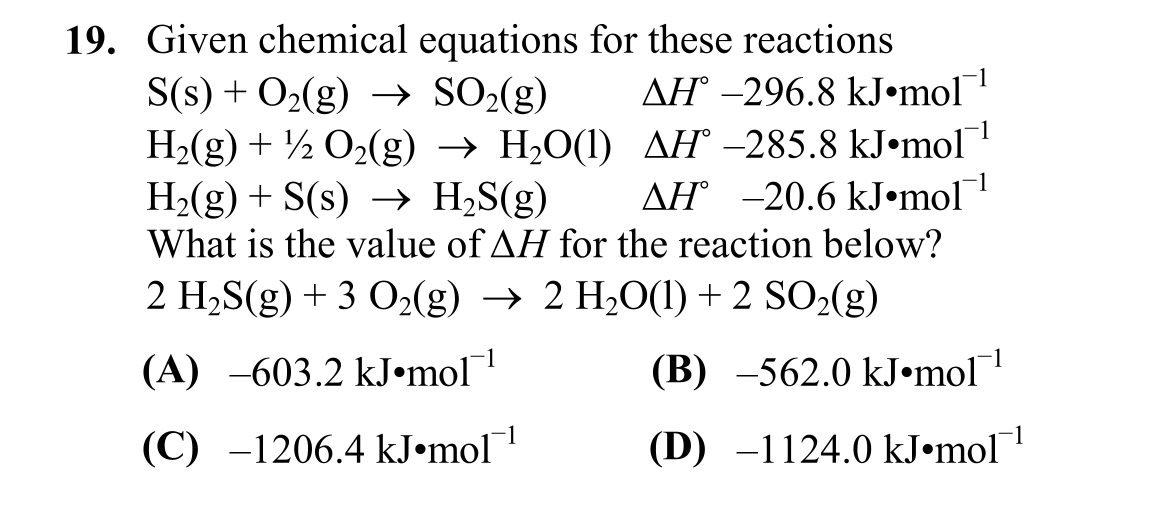 19. Given chemical equations for these reactions
S(s) + O₂(g) → SO₂(g) ΔH° –296.8 kJ•mol⁻¹
H₂(g) + ½ O₂(g) → H₂O(l) ΔH° –285.8 kJ•mol⁻¹
H₂(g) + S(s) → H₂S(g) ΔH° –20.6 kJ•mol⁻¹
What is the value of ΔH for the reaction below?
2 H₂S(g) + 3 O₂(g) → 2 H₂O(l) + 2 SO₂(g)
(A) –603.2 kJ•mol⁻¹ (B) –562.0 kJ•mol⁻¹
(C) –1206.4 kJ•mol⁻¹ (D) –1124.0 kJ•mol⁻¹